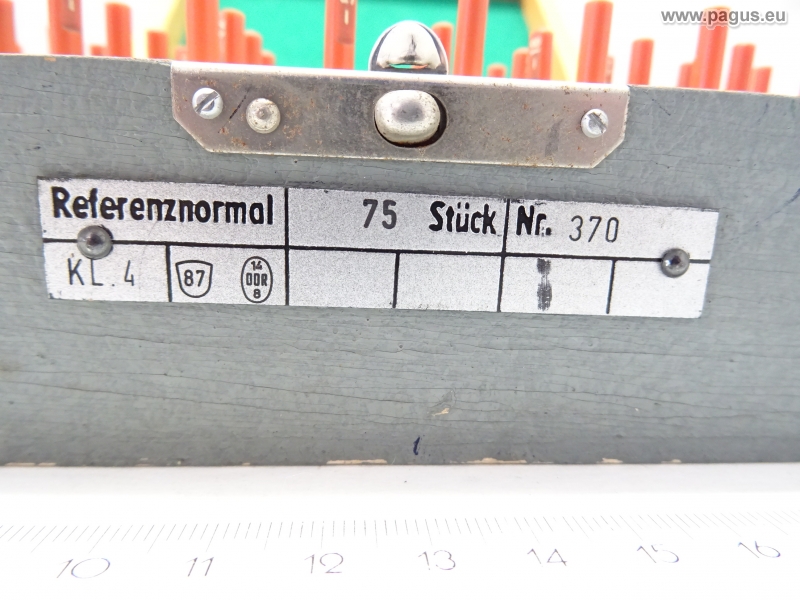 www.pagus.eu
Referenznormal 75 Stück Nr. 370
KL.4 87 14 DDR 8
10 11 12 13 14 15 16